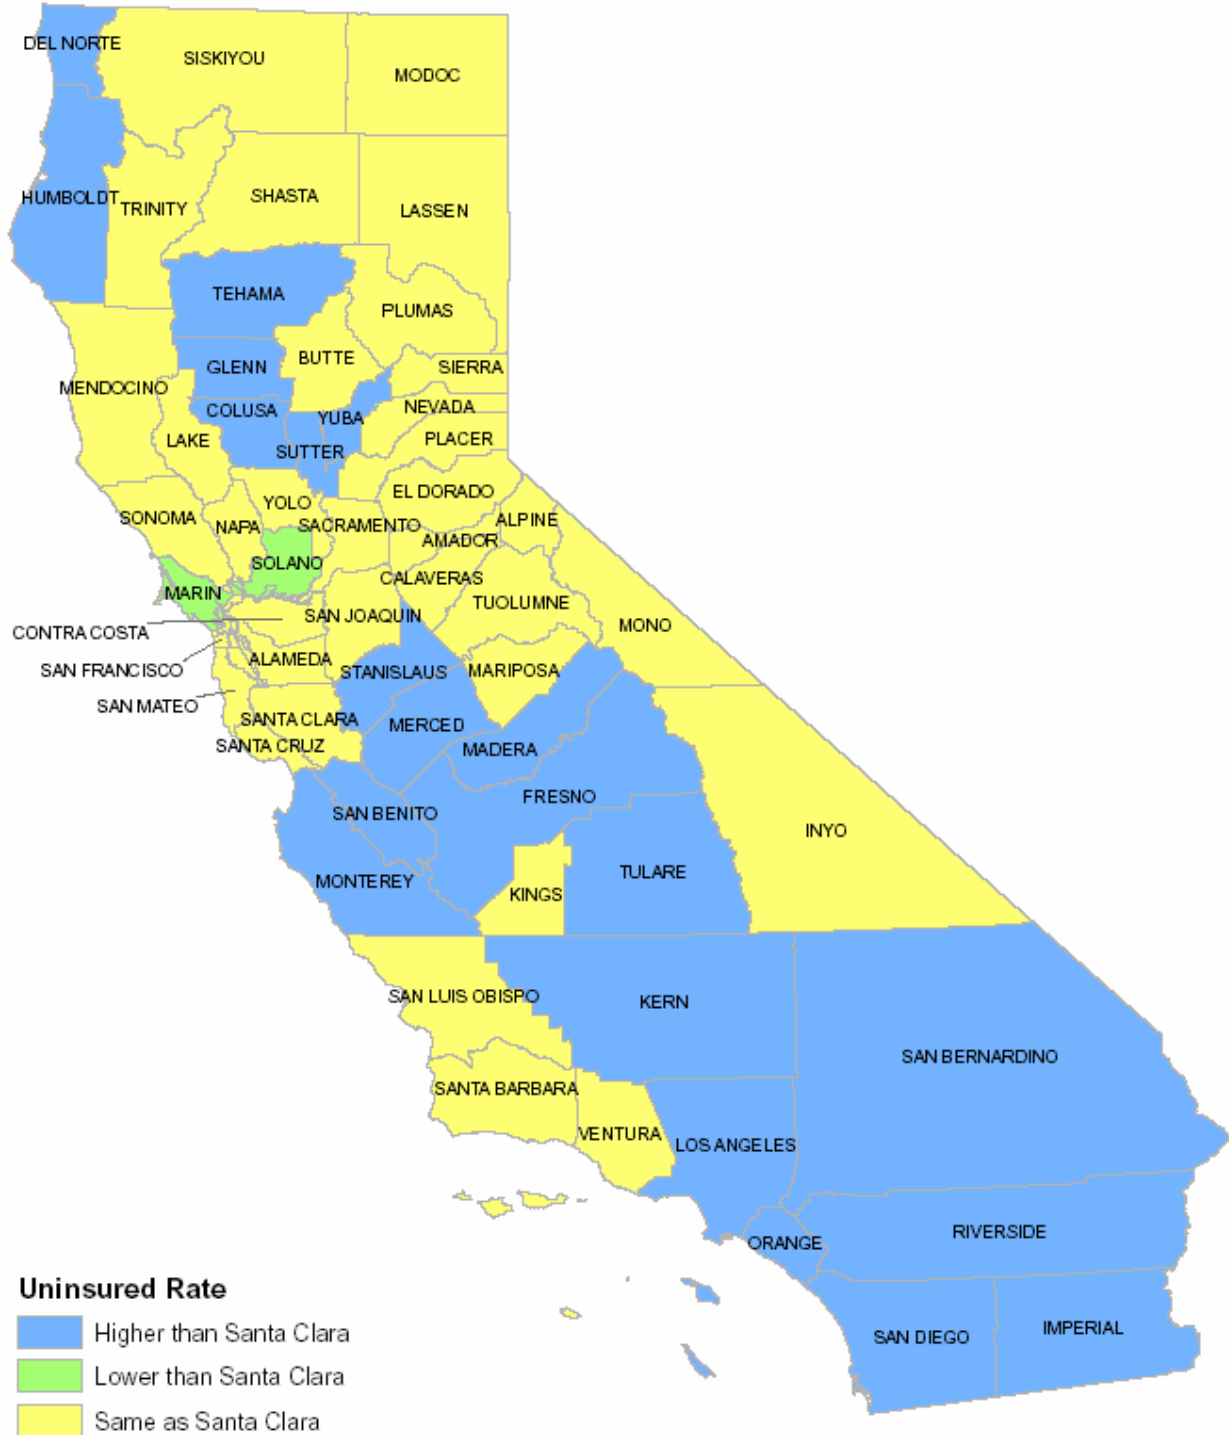 DEL NORTE
SISKIYOU
MODOC
HUMBOLDT
TRINITY
SHASTA
LASSEN
TEHAMA
PLUMAS
GLENN
BUTTE
SIERRA
MENDOCINO
COLUSA
YUBA
NEVADA
LAKE
SUTTER
PLACER
EL DORADO
YOLO
SONOMA
NAPA
SACRAMENTO
ALPINE
AMADOR
SOLANO
CALAVERAS
MARIN
TUOLUMNE
SAN JOAQUIN
MONO
CONTRA COSTA
ALAMEDA
SAN FRANCISCO
STANISLAUS
MARIPOSA
SAN MATEO
SANTA CLARA
MERCED
SANTA CRUZ
MADERA
FRESNO
SAN BENITO
INYO
TULARE
MONTEREY
KINGS
SAN LUIS OBISPO
KERN
SAN BERNARDINO
SANTA BARBARA
VENTURA
LOS ANGELES
RIVERSIDE
ORANGE
SAN DIEGO
IMPERIAL
Uninsured Rate
Higher than Santa Clara
Lower than Santa Clara
Same as Santa Clara